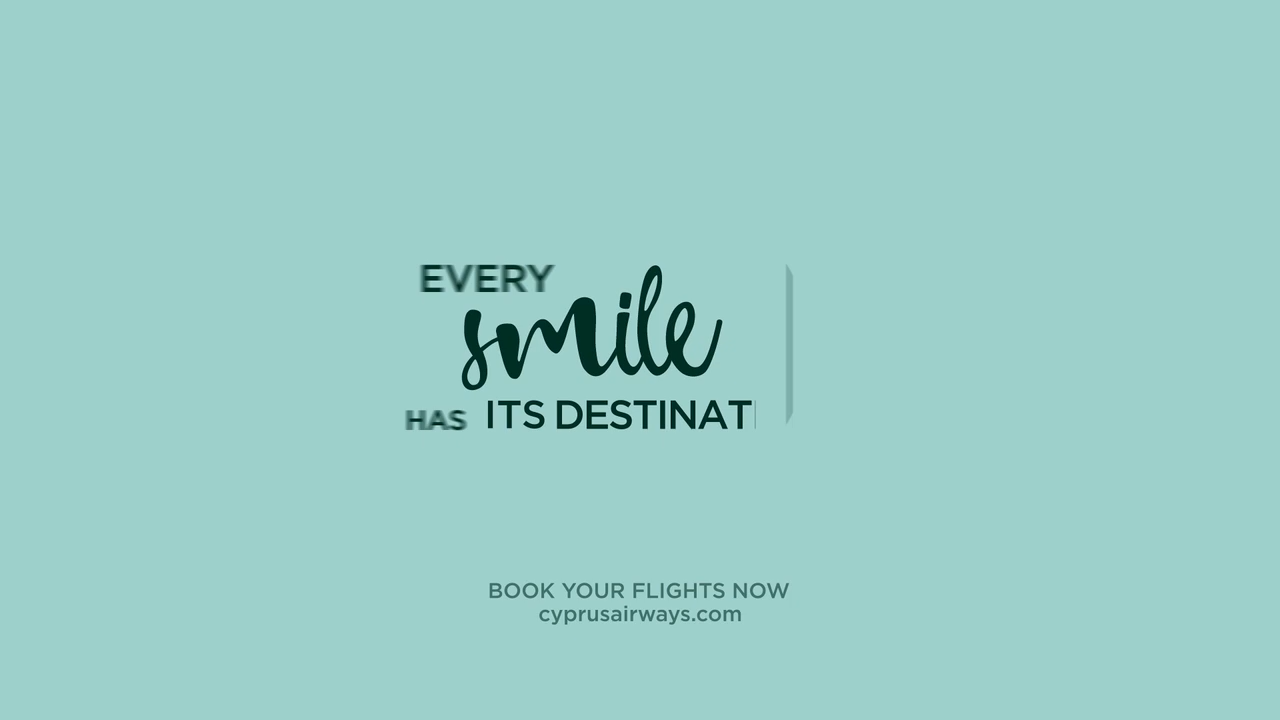 EVERY
smile
HAS ITS DESTINAT
BOOK YOUR FLIGHTS NOW
cyprusairways.com